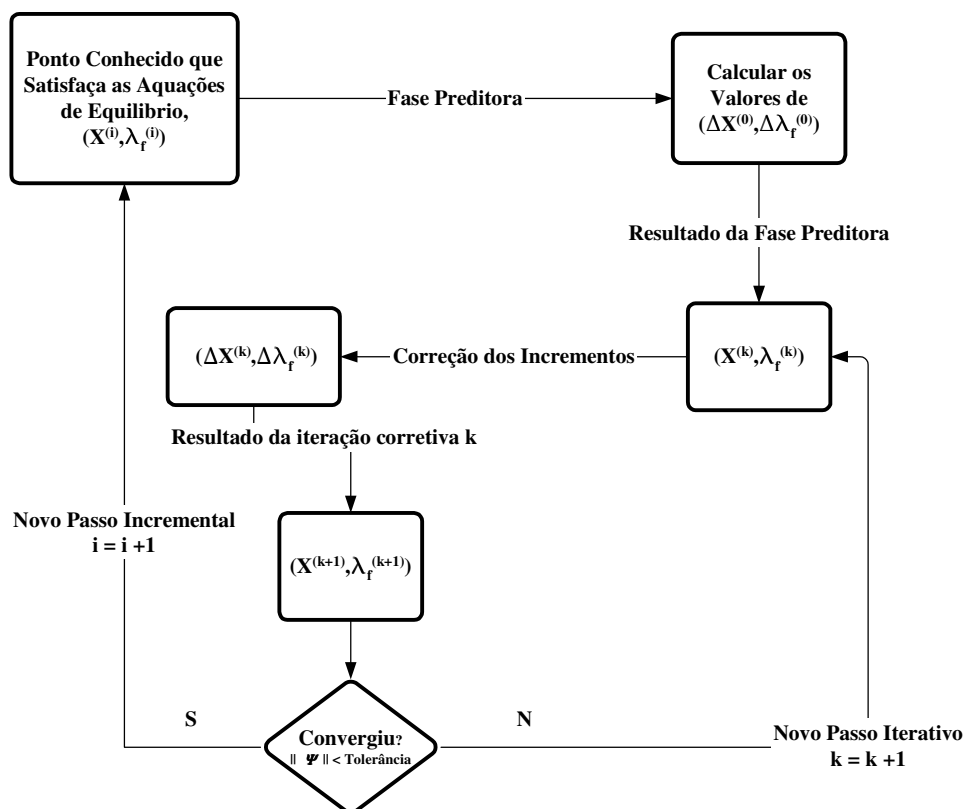 Ponto Conhecido que
Satisfaça as Aquações
de Equilibrio,
(X⁽ⁱ⁾,λ_f⁽ⁱ⁾)
Fase Preditora
Calcular os
Valores de
(ΔX⁽⁰⁾,Δλ_f⁽⁰⁾)
Resultado da Fase Preditora
(X⁽ᵏ⁾,λ_f⁽ᵏ⁾)
Correção dos Incrementos
(ΔX⁽ᵏ⁾,Δλ_f⁽ᵏ⁾)
Resultado da iteração corretiva k
(X⁽ᵏ⁺¹⁾,λ_f⁽ᵏ⁺¹⁾)
Convergiu?
‖ Ψ ‖ < Tolerância
S
Novo Passo Incremental
i = i +1
N
Novo Passo Iterativo
k = k +1